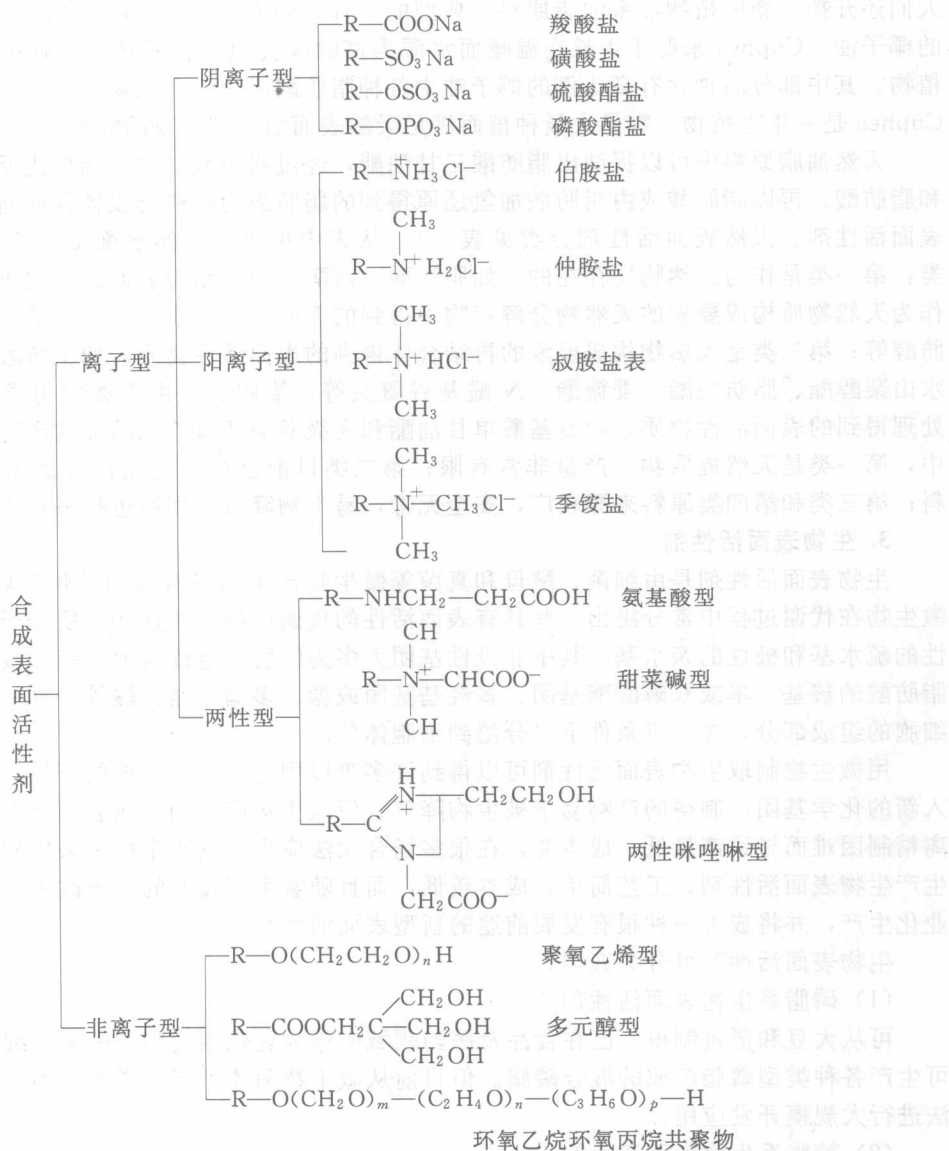 R—COONa 羧酸盐
R—SO₃Na 磺酸盐
阴离子型
R—OSO₃Na 硫酸酯盐
R—OPO₃Na 磷酸酯盐
R—NH₃Cl⁻ 伯胺盐
CH₃
R—N⁺H₂Cl⁻ 仲胺盐
CH₃
离子型 阳离子型 R—N⁺HCl⁻ 叔胺盐表
CH₃
CH₃
R—N⁺—CH₃Cl⁻ 季铵盐
CH₃
R—NHCH₂—CH₂COOH 氨基酸型
CH
R—N⁺—CHCOO⁻ 甜菜碱型
CH
两性型
H
N⁺—CH₂CH₂OH
R—C
两性咪唑啉型
N—
CH₂COO⁻
合成表面活性剂
R—O(CH₂CH₂O)ₙH 聚氧乙烯型
CH₂OH
非离子型 R—COOCH₂C—CH₂OH 多元醇型
CH₂OH
R—O(CH₂O)ₘ—(C₂H₄O)ₙ—(C₃H₆O)ₚ—H
环氧乙烷环氧丙烷共聚物